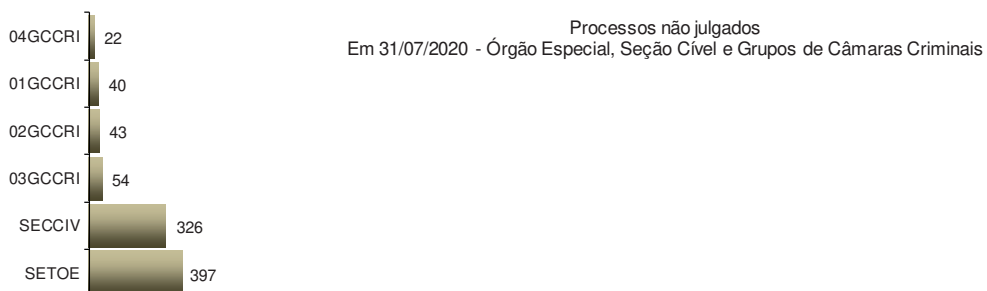 Processos não julgados
Em 31/07/2020 - Órgão Especial, Seção Cível e Grupos de Câmaras Criminais
04GCCRI 22
01GCCRI 40
02GCCRI 43
03GCCRI 54
SECCIV 326
SETOE 397